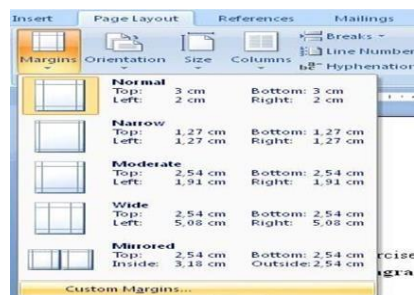 Insert Page Layout References Mailings
Margins Orientation Size Columns
Breaks
Line Number
Hyphenation
Normal
Top: 3 cm Bottom: 3 cm
Left: 2 cm Right: 2 cm
Narrow
Top: 1,27 cm Bottom: 1,27 cm
Left: 1,27 cm Right: 1,27 cm
Moderate
Top: 2,54 cm Bottom: 2,54 cm
Left: 1,91 cm Right: 1,91 cm
Wide
Top: 2,54 cm Bottom: 2,54 cm
Left: 5,08 cm Right: 5,08 cm
Mirrored
Top: 2,54 cm Bottom: 2,54 cm
Inside: 3,18 cm Outside: 2,54 cm
rcise
agra
Custom Margins...